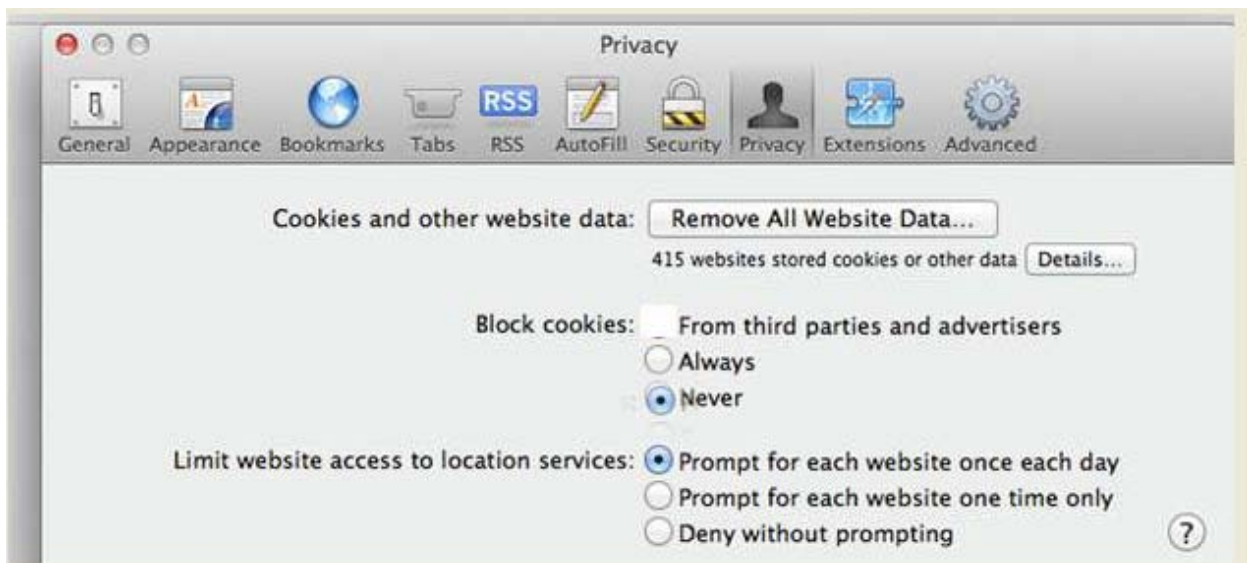 Privacy
General Appearance Bookmarks Tabs RSS RSS AutoFill Security Privacy Extensions Advanced
Cookies and other website data: Remove All Website Data...
415 websites stored cookies or other data Details...
Block cookies: From third parties and advertisers
Always
Never
Limit website access to location services: Prompt for each website once each day
Prompt for each website one time only
Deny without prompting
?